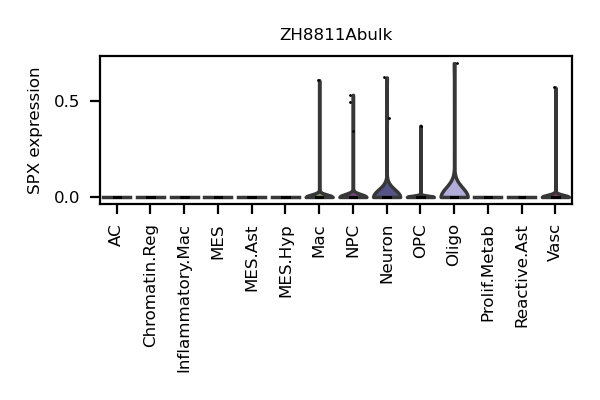 ZH8811Abulk
SPX expression
0.5
0.0
AC
Chromatin.Reg
Inflammatory.Mac
MES
MES.Ast
MES.Hyp
Mac
NPC
Neuron
OPC
Oligo
Prolif.Metab
Reactive.Ast
Vasc